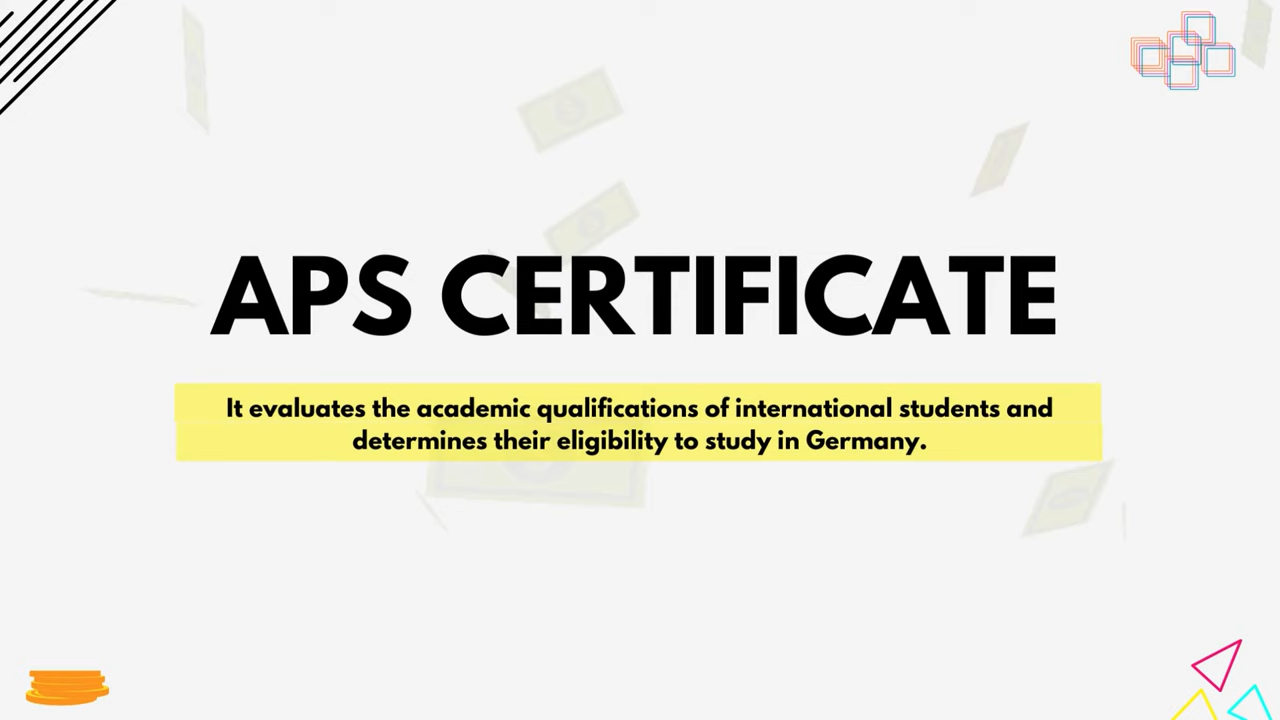 APS CERTIFICATE
It evaluates the academic qualifications of international students and
determines their eligibility to study in Germany.